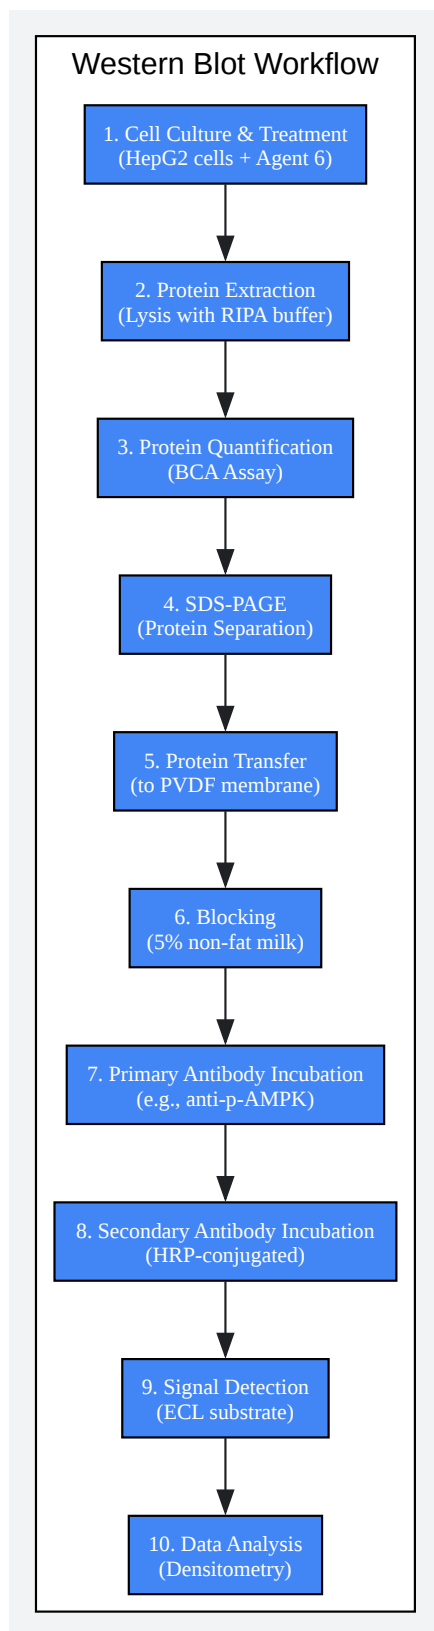 Western Blot Workflow
1. Cell Culture & Treatment
(HepG2 cells + Agent 6)
2. Protein Extraction
(Lysis with RIPA buffer)
3. Protein Quantification
(BCA Assay)
4. SDS-PAGE
(Protein Separation)
5. Protein Transfer
(to PVDF membrane)
6. Blocking
(5% non-fat milk)
7. Primary Antibody Incubation
(e.g., anti-p-AMPK)
8. Secondary Antibody Incubation
(HRP-conjugated)
9. Signal Detection
(ECL substrate)
10. Data Analysis
(Densitometry)